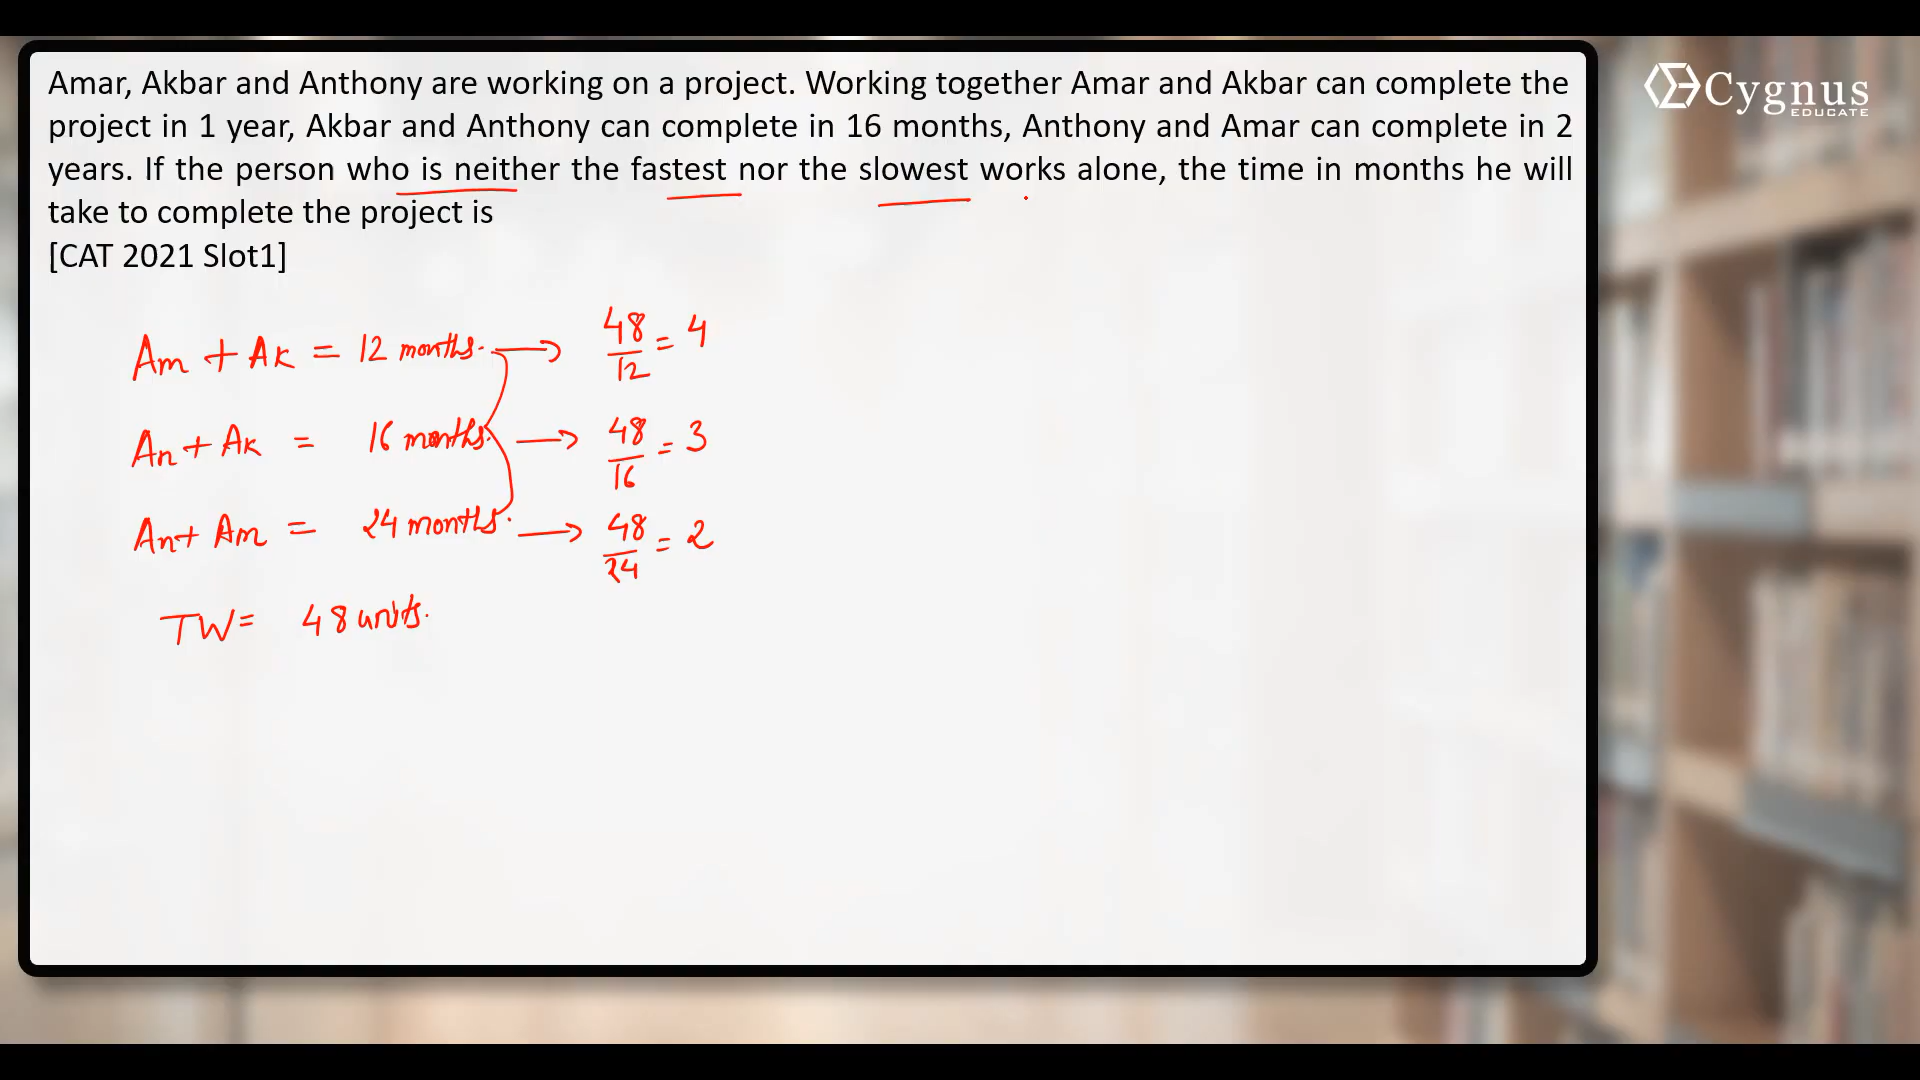 Amar, Akbar and Anthony are working on a project. Working together Amar and Akbar can complete the
project in 1 year, Akbar and Anthony can complete in 16 months, Anthony and Amar can complete in 2
years. If the person who is neither the fastest nor the slowest works alone, the time in months he will
take to complete the project is
[CAT 2021 Slot1]
Cygnus
EDUCATE
Am + Ak = 12 months. → 48/12 = 4
An + Ak = 16 months. → 48/16 = 3
An + Am = 24 months. → 48/24 = 2
TW = 48 units.